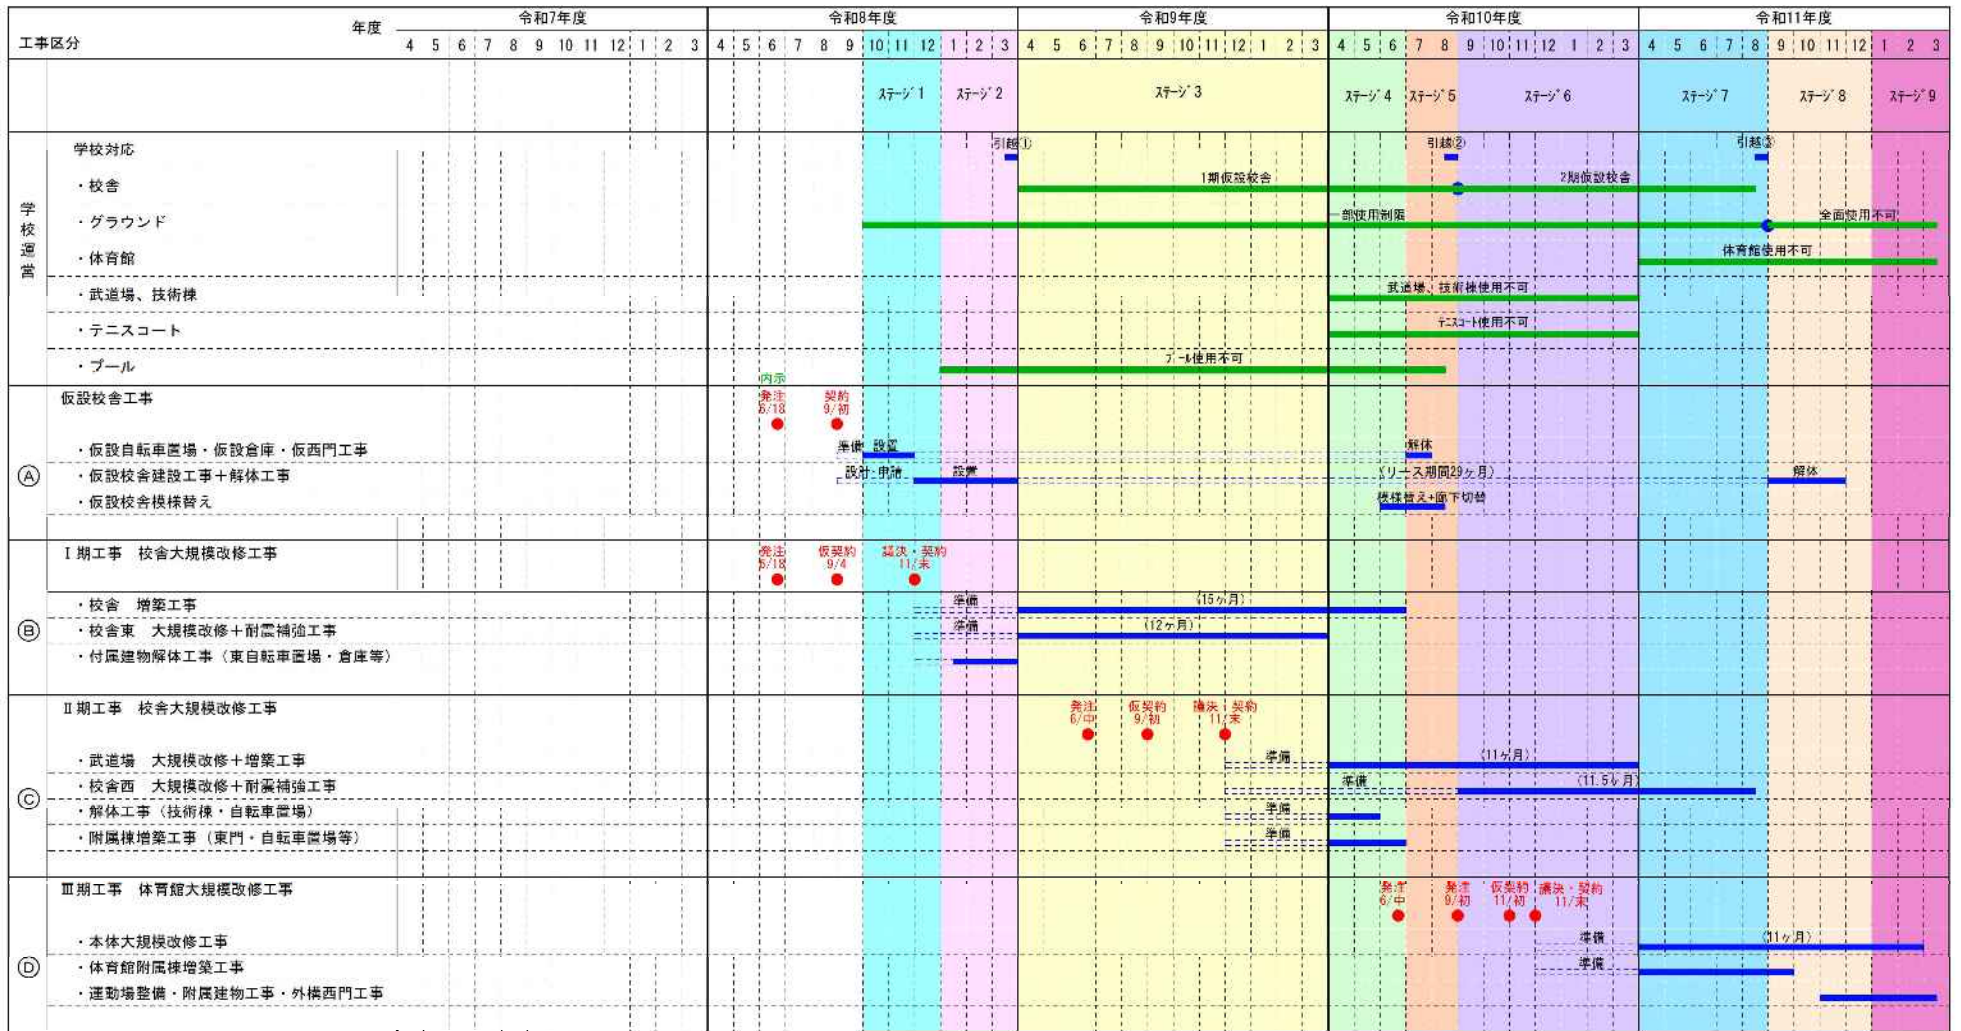 年度 令和7年度 令和8年度 令和9年度 令和10年度 令和11年度
工事区分 4 5 6 7 8 9 10 11 12 1 2 3 4 5 6 7 8 9 10 11 12 1 2 3 4 5 6 7 8 9 10 11 12 1 2 3 4 5 6 7 8 9 10 11 12 1 2 3 4 5 6 7 8 9 10 11 12 1 2 3
ｽﾃｰｼﾞ1 ｽﾃｰｼﾞ2 ｽﾃｰｼﾞ3 ｽﾃｰｼﾞ4 ｽﾃｰｼﾞ5 ｽﾃｰｼﾞ6 ｽﾃｰｼﾞ7 ｽﾃｰｼﾞ8 ｽﾃｰｼﾞ9
学校運営
学校対応 引越① 引越② 引越③
・校舎 1期仮設校舎 2期仮設校舎
・グラウンド 一部使用制限 全面使用不可
・体育館 体育館使用不可
・武道場、技術棟 武道場、技術棟使用不可
・テニスコート ﾃﾆｽｺｰﾄ使用不可
・プール ﾌﾟｰﾙ使用不可
内示
仮設校舎工事 発注 契約
6/18 9/初
・仮設自転車置場・仮設倉庫・仮西門工事 準備 設置 解体
Ⓐ ・仮設校舎建設工事＋解体工事 設計・申請 設置 (リース期間29ヶ月) 解体
・仮設校舎模様替え 模様替え+廊下切替
Ⅰ期工事 校舎大規模改修工事 発注 仮契約 議決・契約
6/18 9/4 11/末
・校舎 増築工事 準備 (15ヶ月)
Ⓑ ・校舎東 大規模改修＋耐震補強工事 準備 (12ヶ月)
・付属建物解体工事（東自転車置場・倉庫等）
Ⅱ期工事 校舎大規模改修工事 発注 仮契約 議決・契約
6/中 9/初 11/末
・武道場 大規模改修＋増築工事 準備 (11ヶ月)
・校舎西 大規模改修＋耐震補強工事 準備 (11.5ヶ月)
Ⓒ ・解体工事（技術棟・自転車置場） 準備
・附属棟増築工事（東門・自転車置場等） 準備
Ⅲ期工事 体育館大規模改修工事 発注 発注 仮契約 議決・契約
6/中 9/初 11/初 11/末
・本体大規模改修工事 準備 (11ヶ月)
Ⓓ ・体育館附属棟増築工事 準備
・運動場整備・附属建物工事・外構西門工事